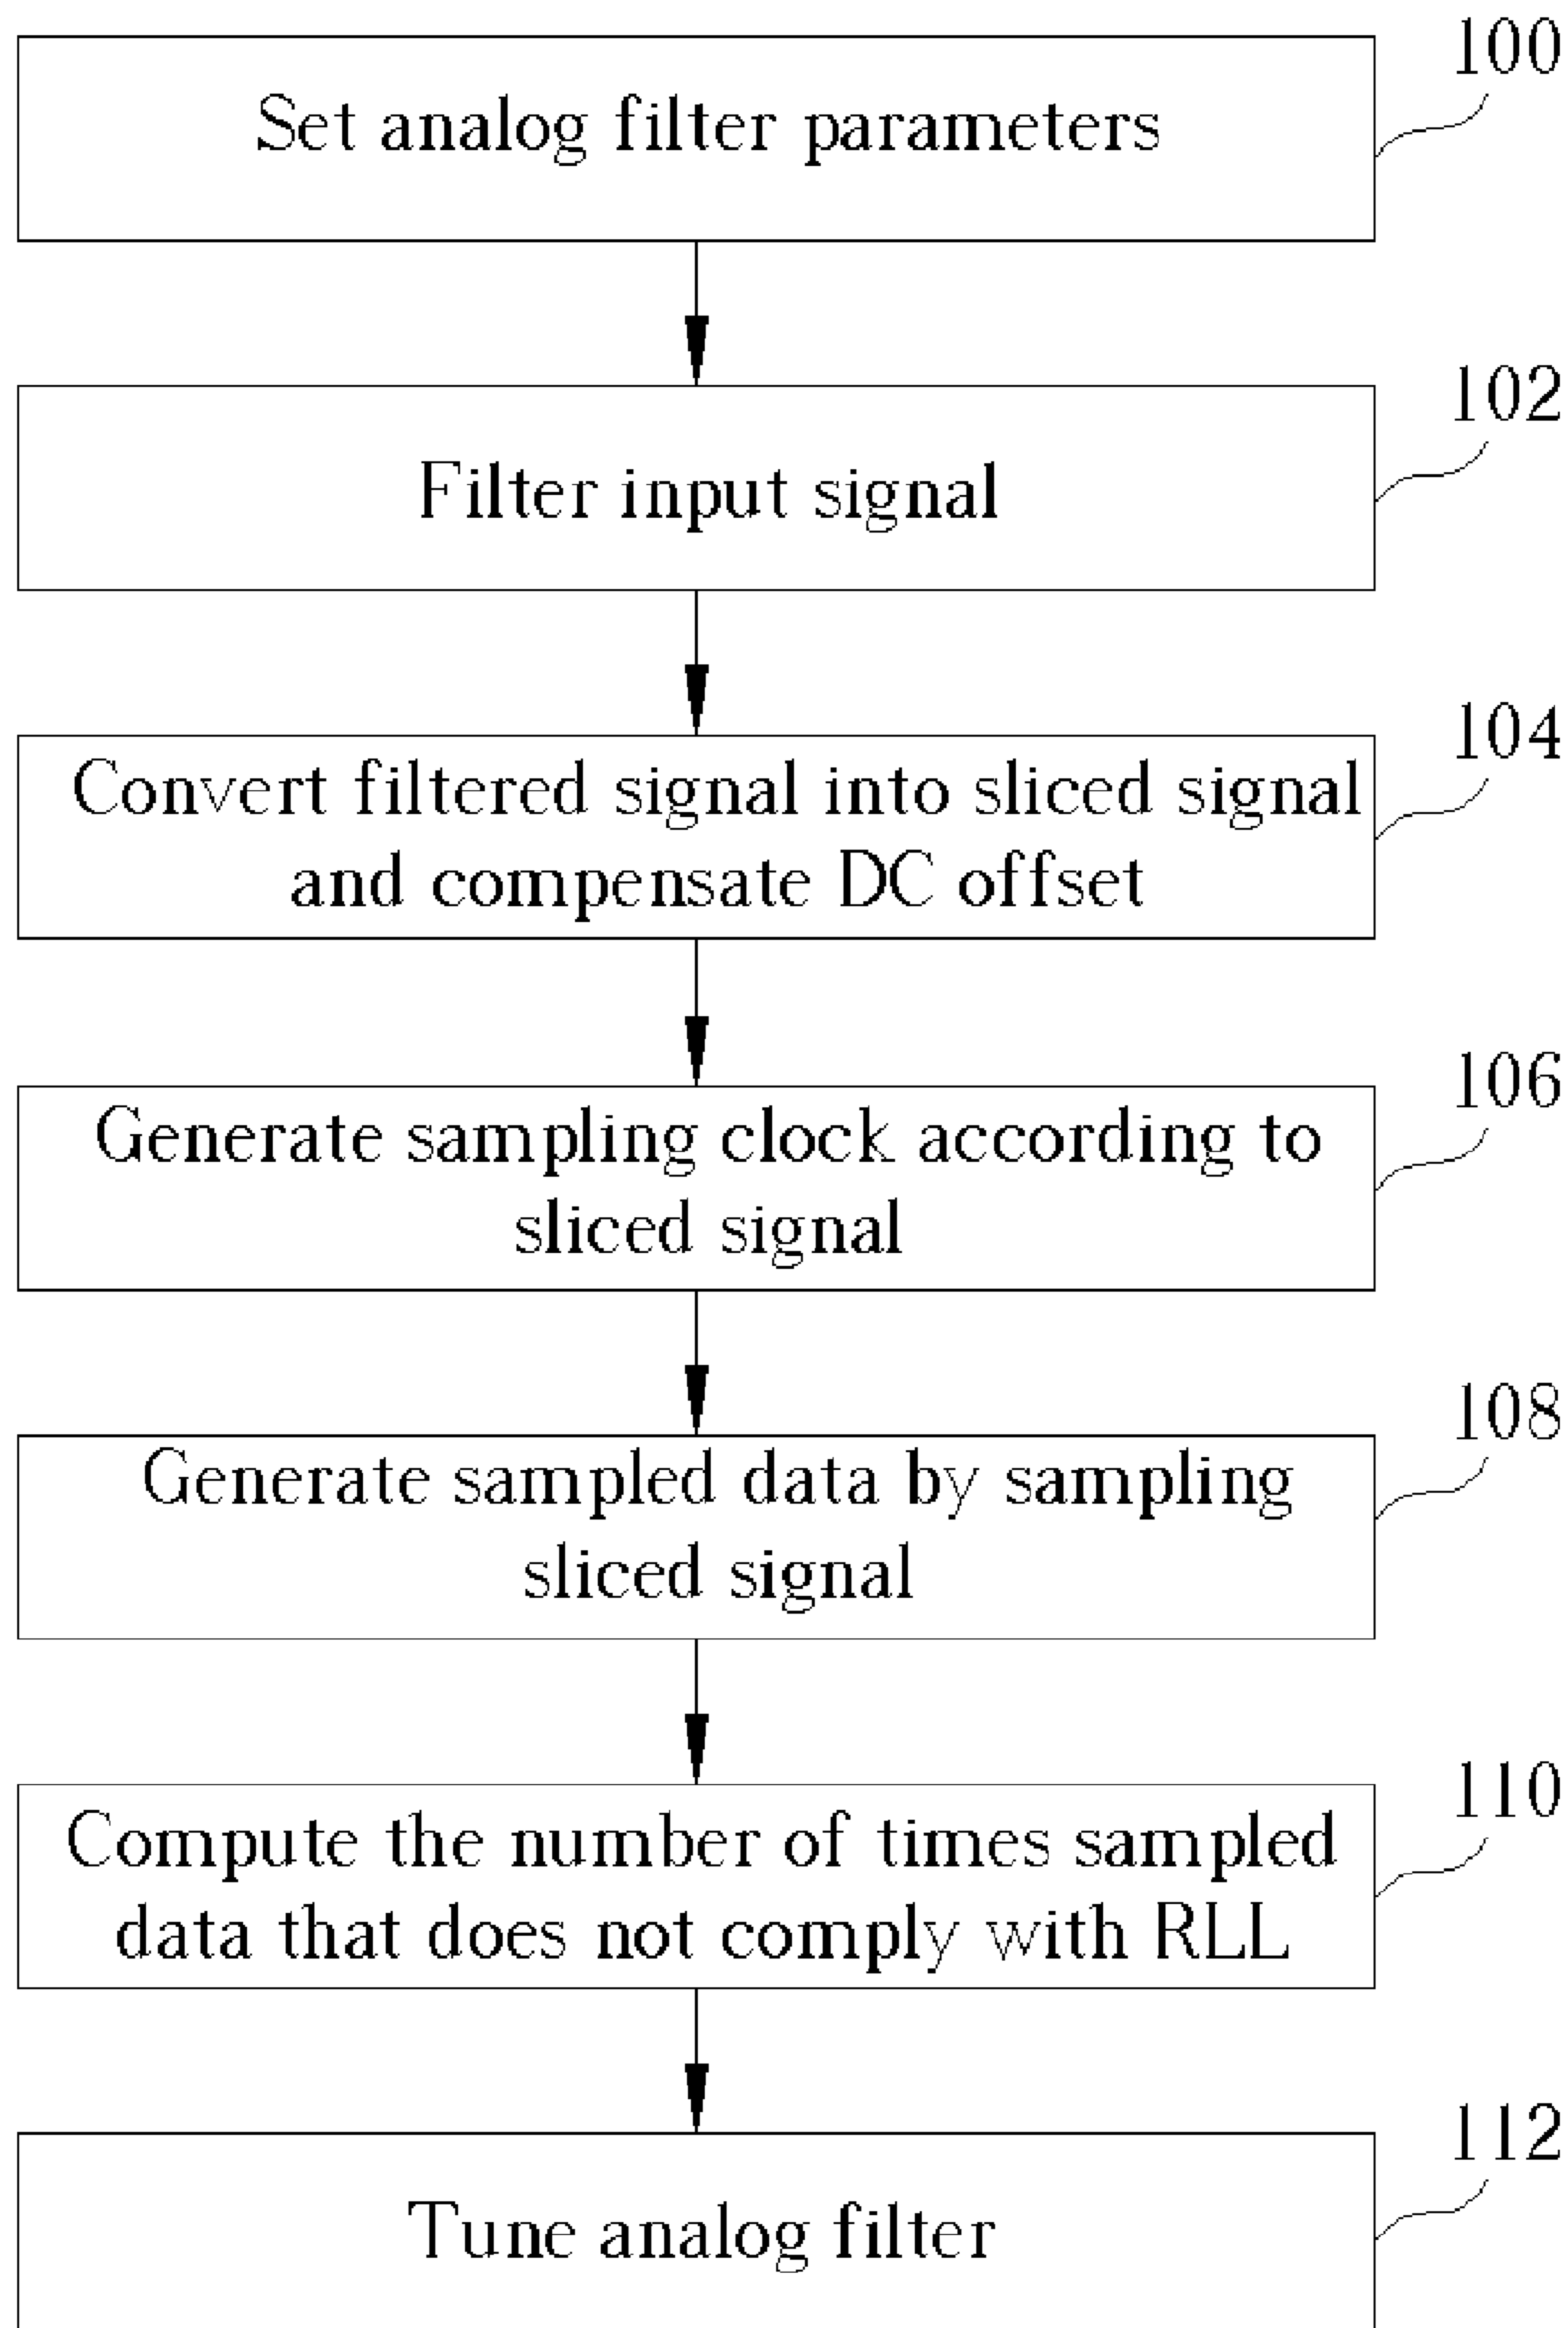 100
Set analog filter parameters
102
Filter input signal
104
Convert filtered signal into sliced signal
and compensate DC offset
106
Generate sampling clock according to
sliced signal
108
Generate sampled data by sampling
sliced signal
110
Compute the number of times sampled
data that does not comply with RLL
112
Tune analog filter